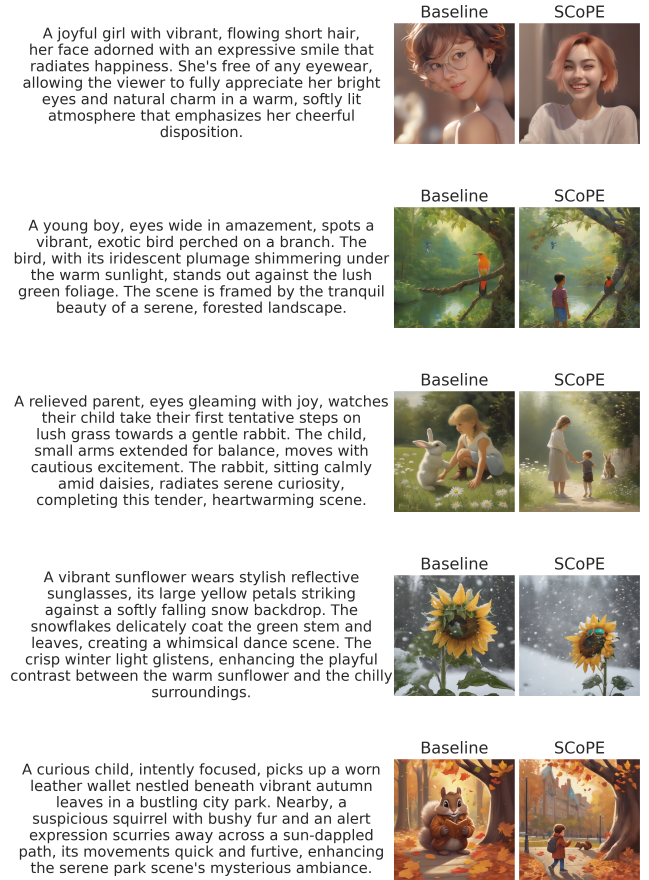 Baseline SCoPE
A joyful girl with vibrant, flowing short hair,
her face adorned with an expressive smile that
radiates happiness. She's free of any eyewear,
allowing the viewer to fully appreciate her bright
eyes and natural charm in a warm, softly lit
atmosphere that emphasizes her cheerful
disposition.
Baseline SCoPE
A young boy, eyes wide in amazement, spots a
vibrant, exotic bird perched on a branch. The
bird, with its iridescent plumage shimmering under
the warm sunlight, stands out against the lush
green foliage. The scene is framed by the tranquil
beauty of a serene, forested landscape.
Baseline SCoPE
A relieved parent, eyes gleaming with joy, watches
their child take their first tentative steps on
lush grass towards a gentle rabbit. The child,
small arms extended for balance, moves with
cautious excitement. The rabbit, sitting calmly
amid daisies, radiates serene curiosity,
completing this tender, heartwarming scene.
Baseline SCoPE
A vibrant sunflower wears stylish reflective
sunglasses, its large yellow petals striking
against a softly falling snow backdrop. The
snowflakes delicately coat the green stem and
leaves, creating a whimsical dance scene. The
crisp winter light glistens, enhancing the playful
contrast between the warm sunflower and the chilly
surroundings.
Baseline SCoPE
A curious child, intently focused, picks up a worn
leather wallet nestled beneath vibrant autumn
leaves in a bustling city park. Nearby, a
suspicious squirrel with bushy fur and an alert
expression scurries away across a sun-dappled
path, its movements quick and furtive, enhancing
the serene park scene's mysterious ambiance.